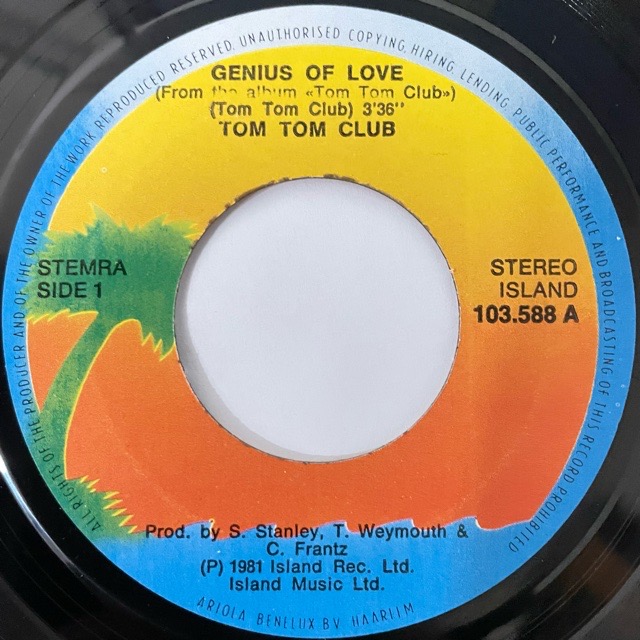 ALL RIGHTS OF THE PRODUCER AND OF THE OWNER OF THE WORK REPRODUCED RESERVED, UNAUTHORISED COPYING, HIRING, LENDING, PUBLIC PERFORMANCE AND BROADCASTING OF THIS RECORD PROHIBITED
GENIUS OF LOVE
(From the album «Tom Tom Club»)
(Tom Tom Club) 3'36''
TOM TOM CLUB
STEMRA
SIDE 1
STEREO
ISLAND
103.588 A
Prod. by S. Stanley, T. Weymouth &
C. Frantz
(P) 1981 Island Rec. Ltd.
Island Music Ltd.
ARIOLA BENELUX BV HAARLEM